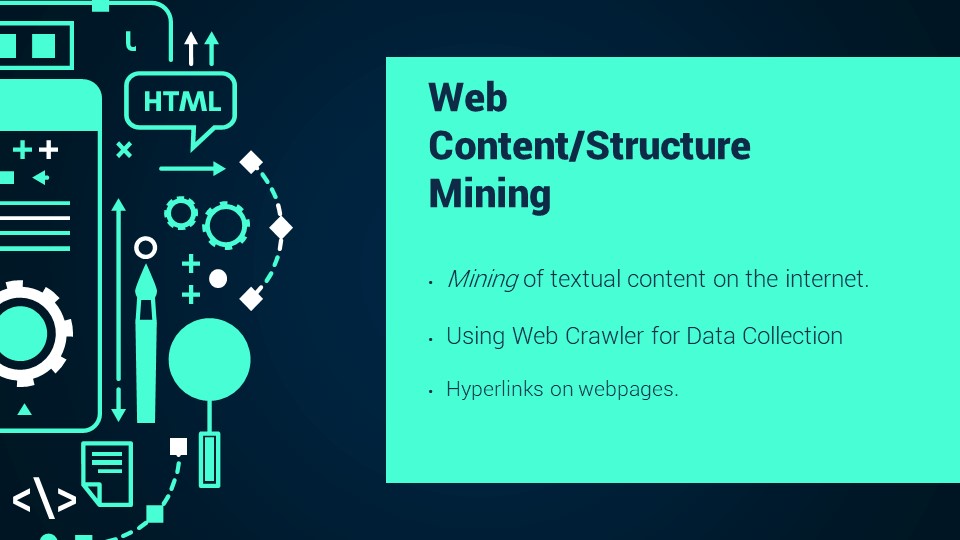 HTML
Web
Content/Structure
Mining
• Mining of textual content on the internet.
• Using Web Crawler for Data Collection
• Hyperlinks on webpages.
</>